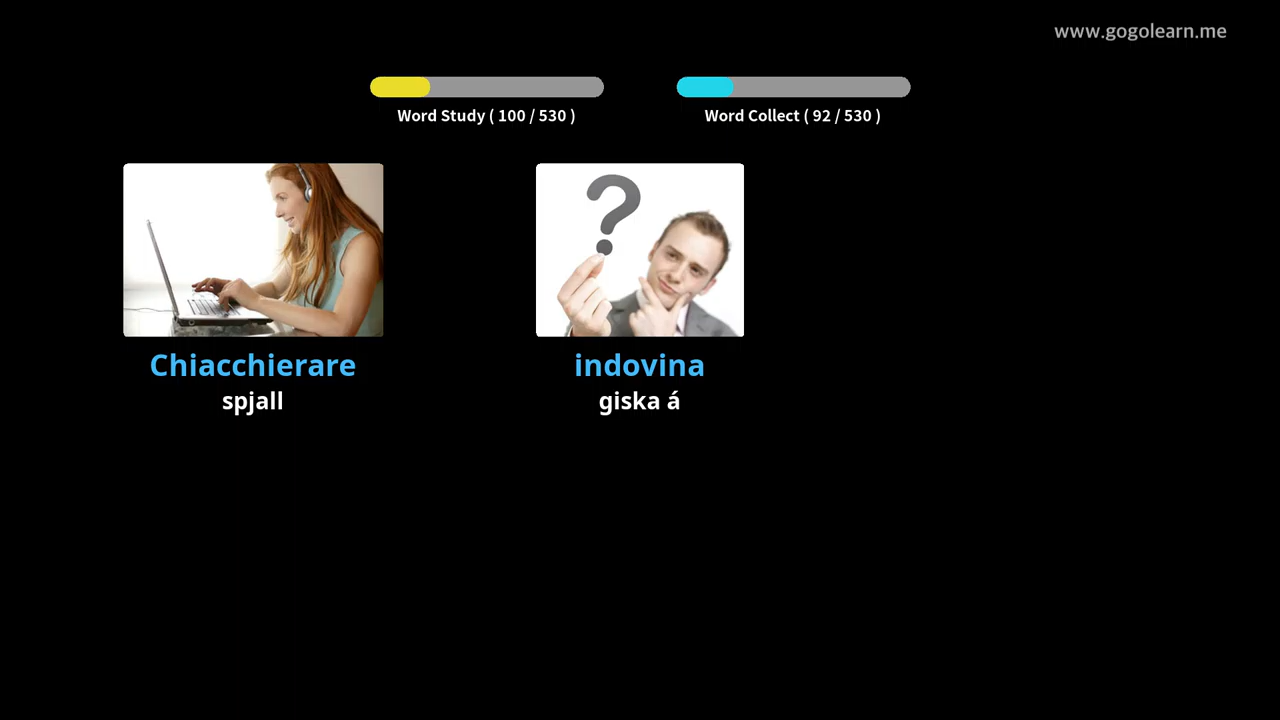 www.gogolearn.me
Word Study ( 100 / 530 )
Word Collect ( 92 / 530 )
Chiacchierare
spjall
indovina
giska á